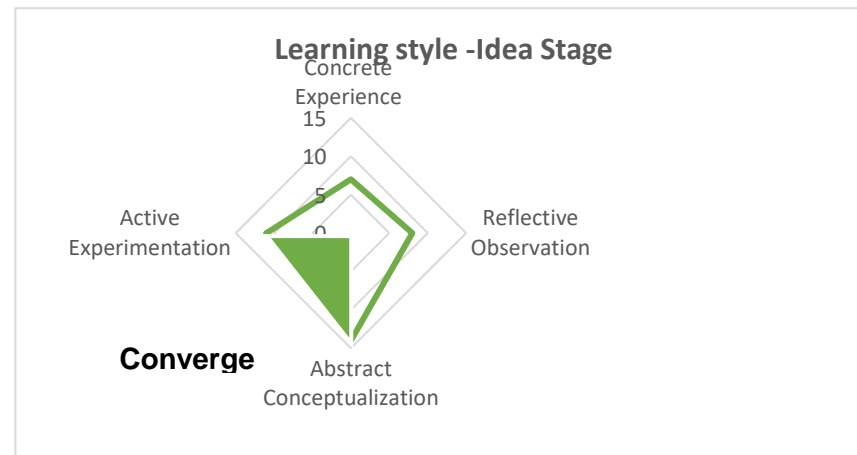 Learning style -Idea Stage
Concrete
Experience
15
10
5
0
Active
Experimentation
Reflective
Observation
Converge
Abstract
Conceptualization